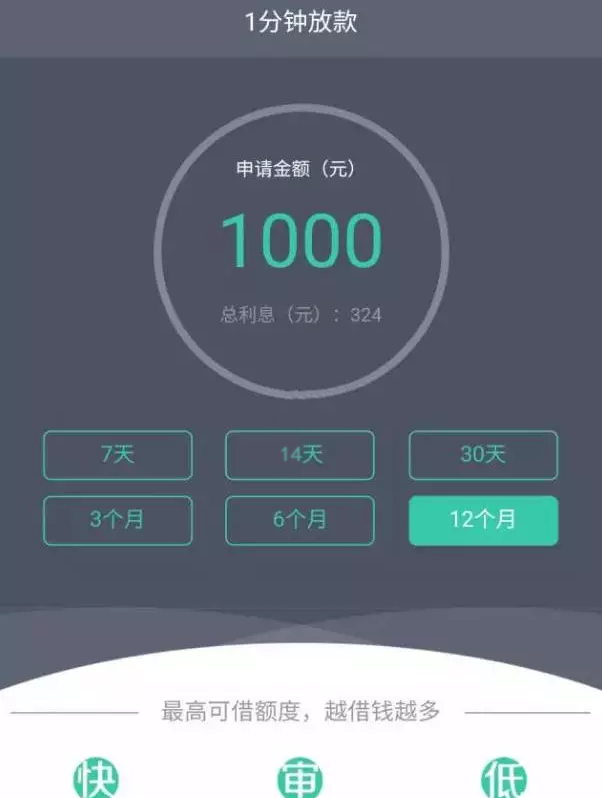 1分钟放款
申请金额（元）
1000
总利息（元）：324
7天 14天 30天
3个月 6个月 12个月
最高可借额度，越借钱越多
快 审 低